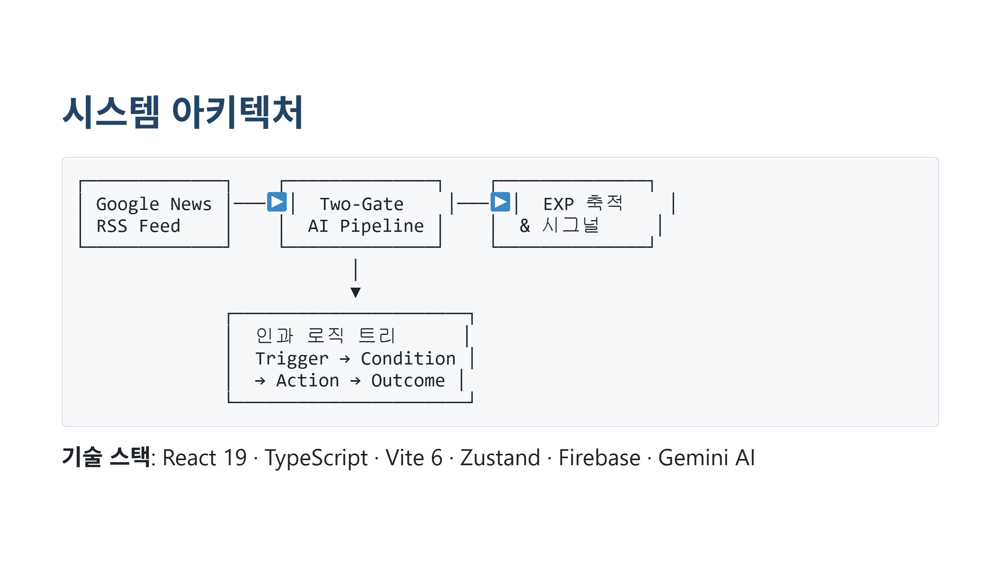 시스템 아키텍처
Google News
RSS Feed
Two-Gate
AI Pipeline
EXP 축적
& 시그널
인과 로직 트리
Trigger → Condition
→ Action → Outcome
기술 스택: React 19 · TypeScript · Vite 6 · Zustand · Firebase · Gemini AI